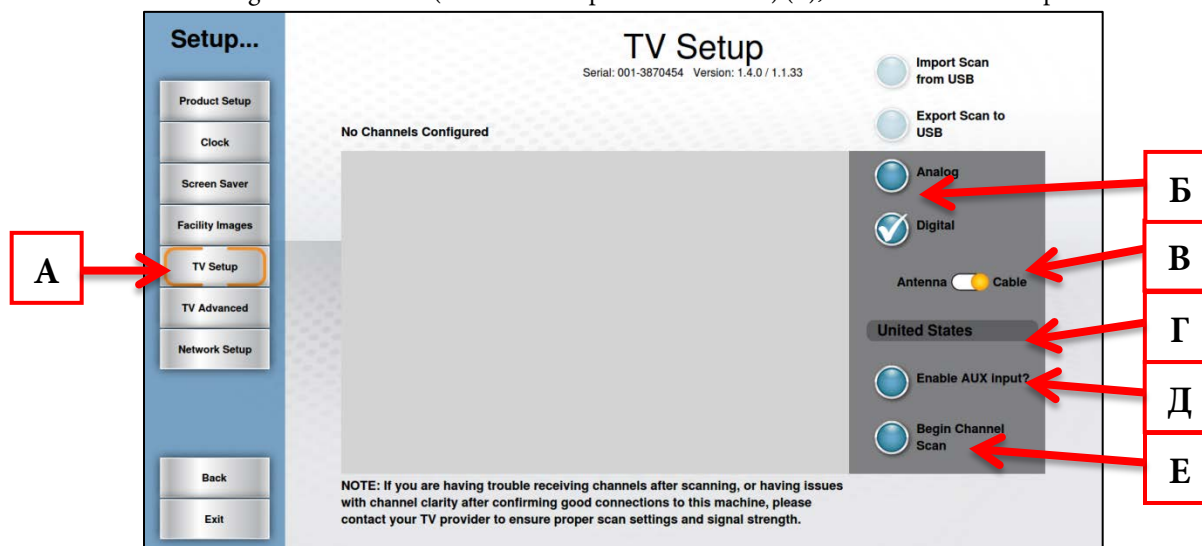 Setup...
TV Setup
Serial: 001-3870454 Version: 1.4.0 / 1.1.33
Import Scan
from USB
Export Scan to
USB
Product Setup
Clock
Screen Saver
Facility Images
TV Setup
TV Advanced
Network Setup
Back
Exit
No Channels Configured
Analog
Digital
Antenna Cable
United States
Enable AUX input?
Begin Channel
Scan
NOTE: If you are having trouble receiving channels after scanning, or having issues
with channel clarity after confirming good connections to this machine, please
contact your TV provider to ensure proper scan settings and signal strength.
А
Б
В
Г
Д
Е